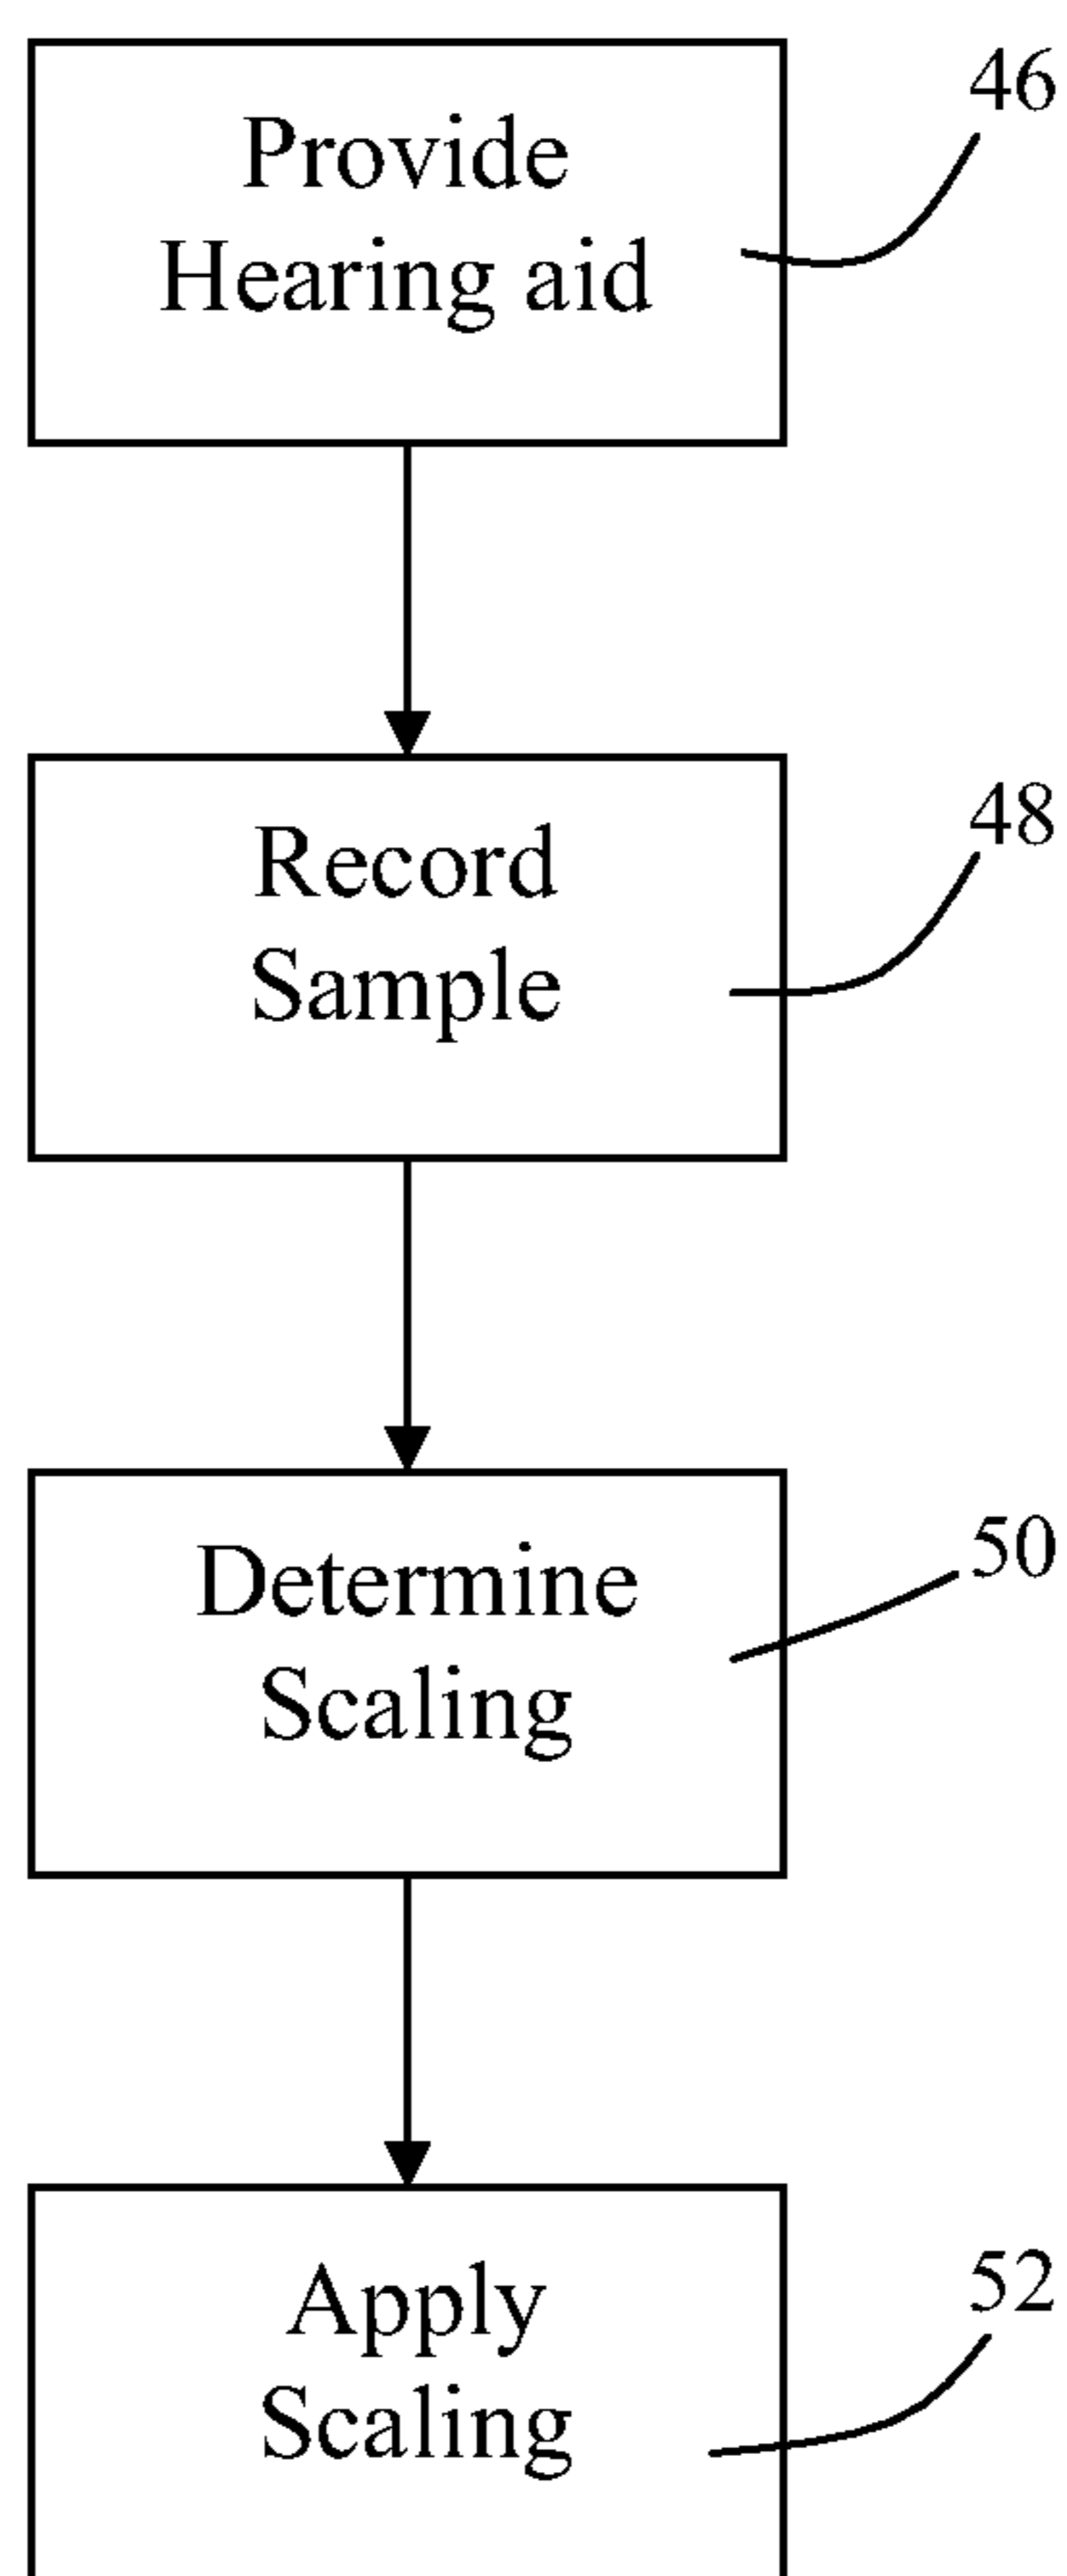 46
Provide
Hearing aid
48
Record
Sample
50
Determine
Scaling
52
Apply
Scaling